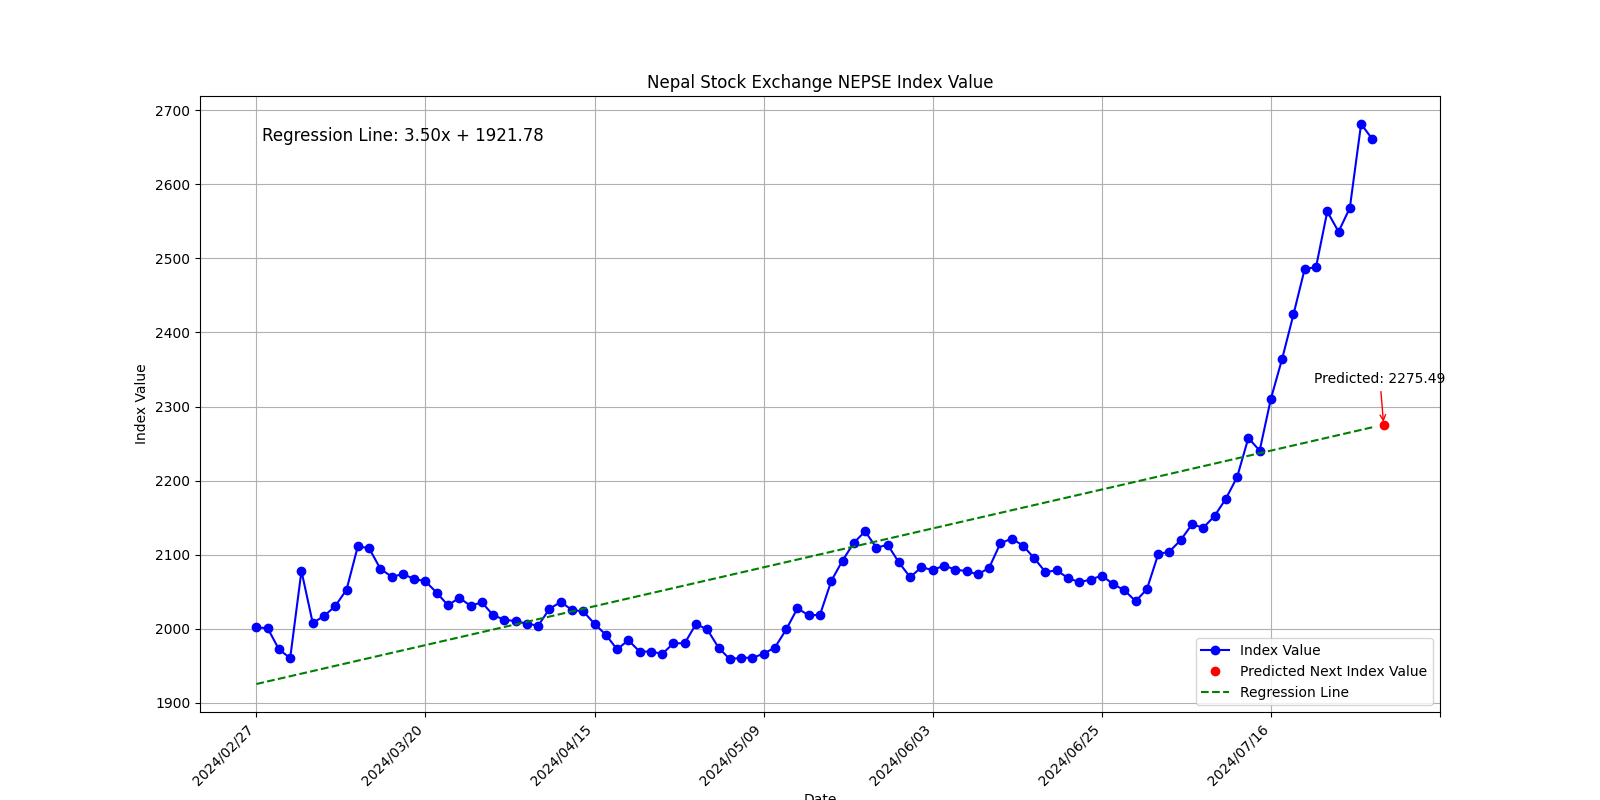 Nepal Stock Exchange NEPSE Index Value
Regression Line: 3.50x + 1921.78
2700
2600
2500
2400
2300
2200
2100
2000
1900
Index Value
Predicted: 2275.49
Index Value
Predicted Next Index Value
Regression Line
2024/02/27
2024/03/20
2024/04/15
2024/05/09
2024/06/03
2024/06/25
2024/07/16
Date